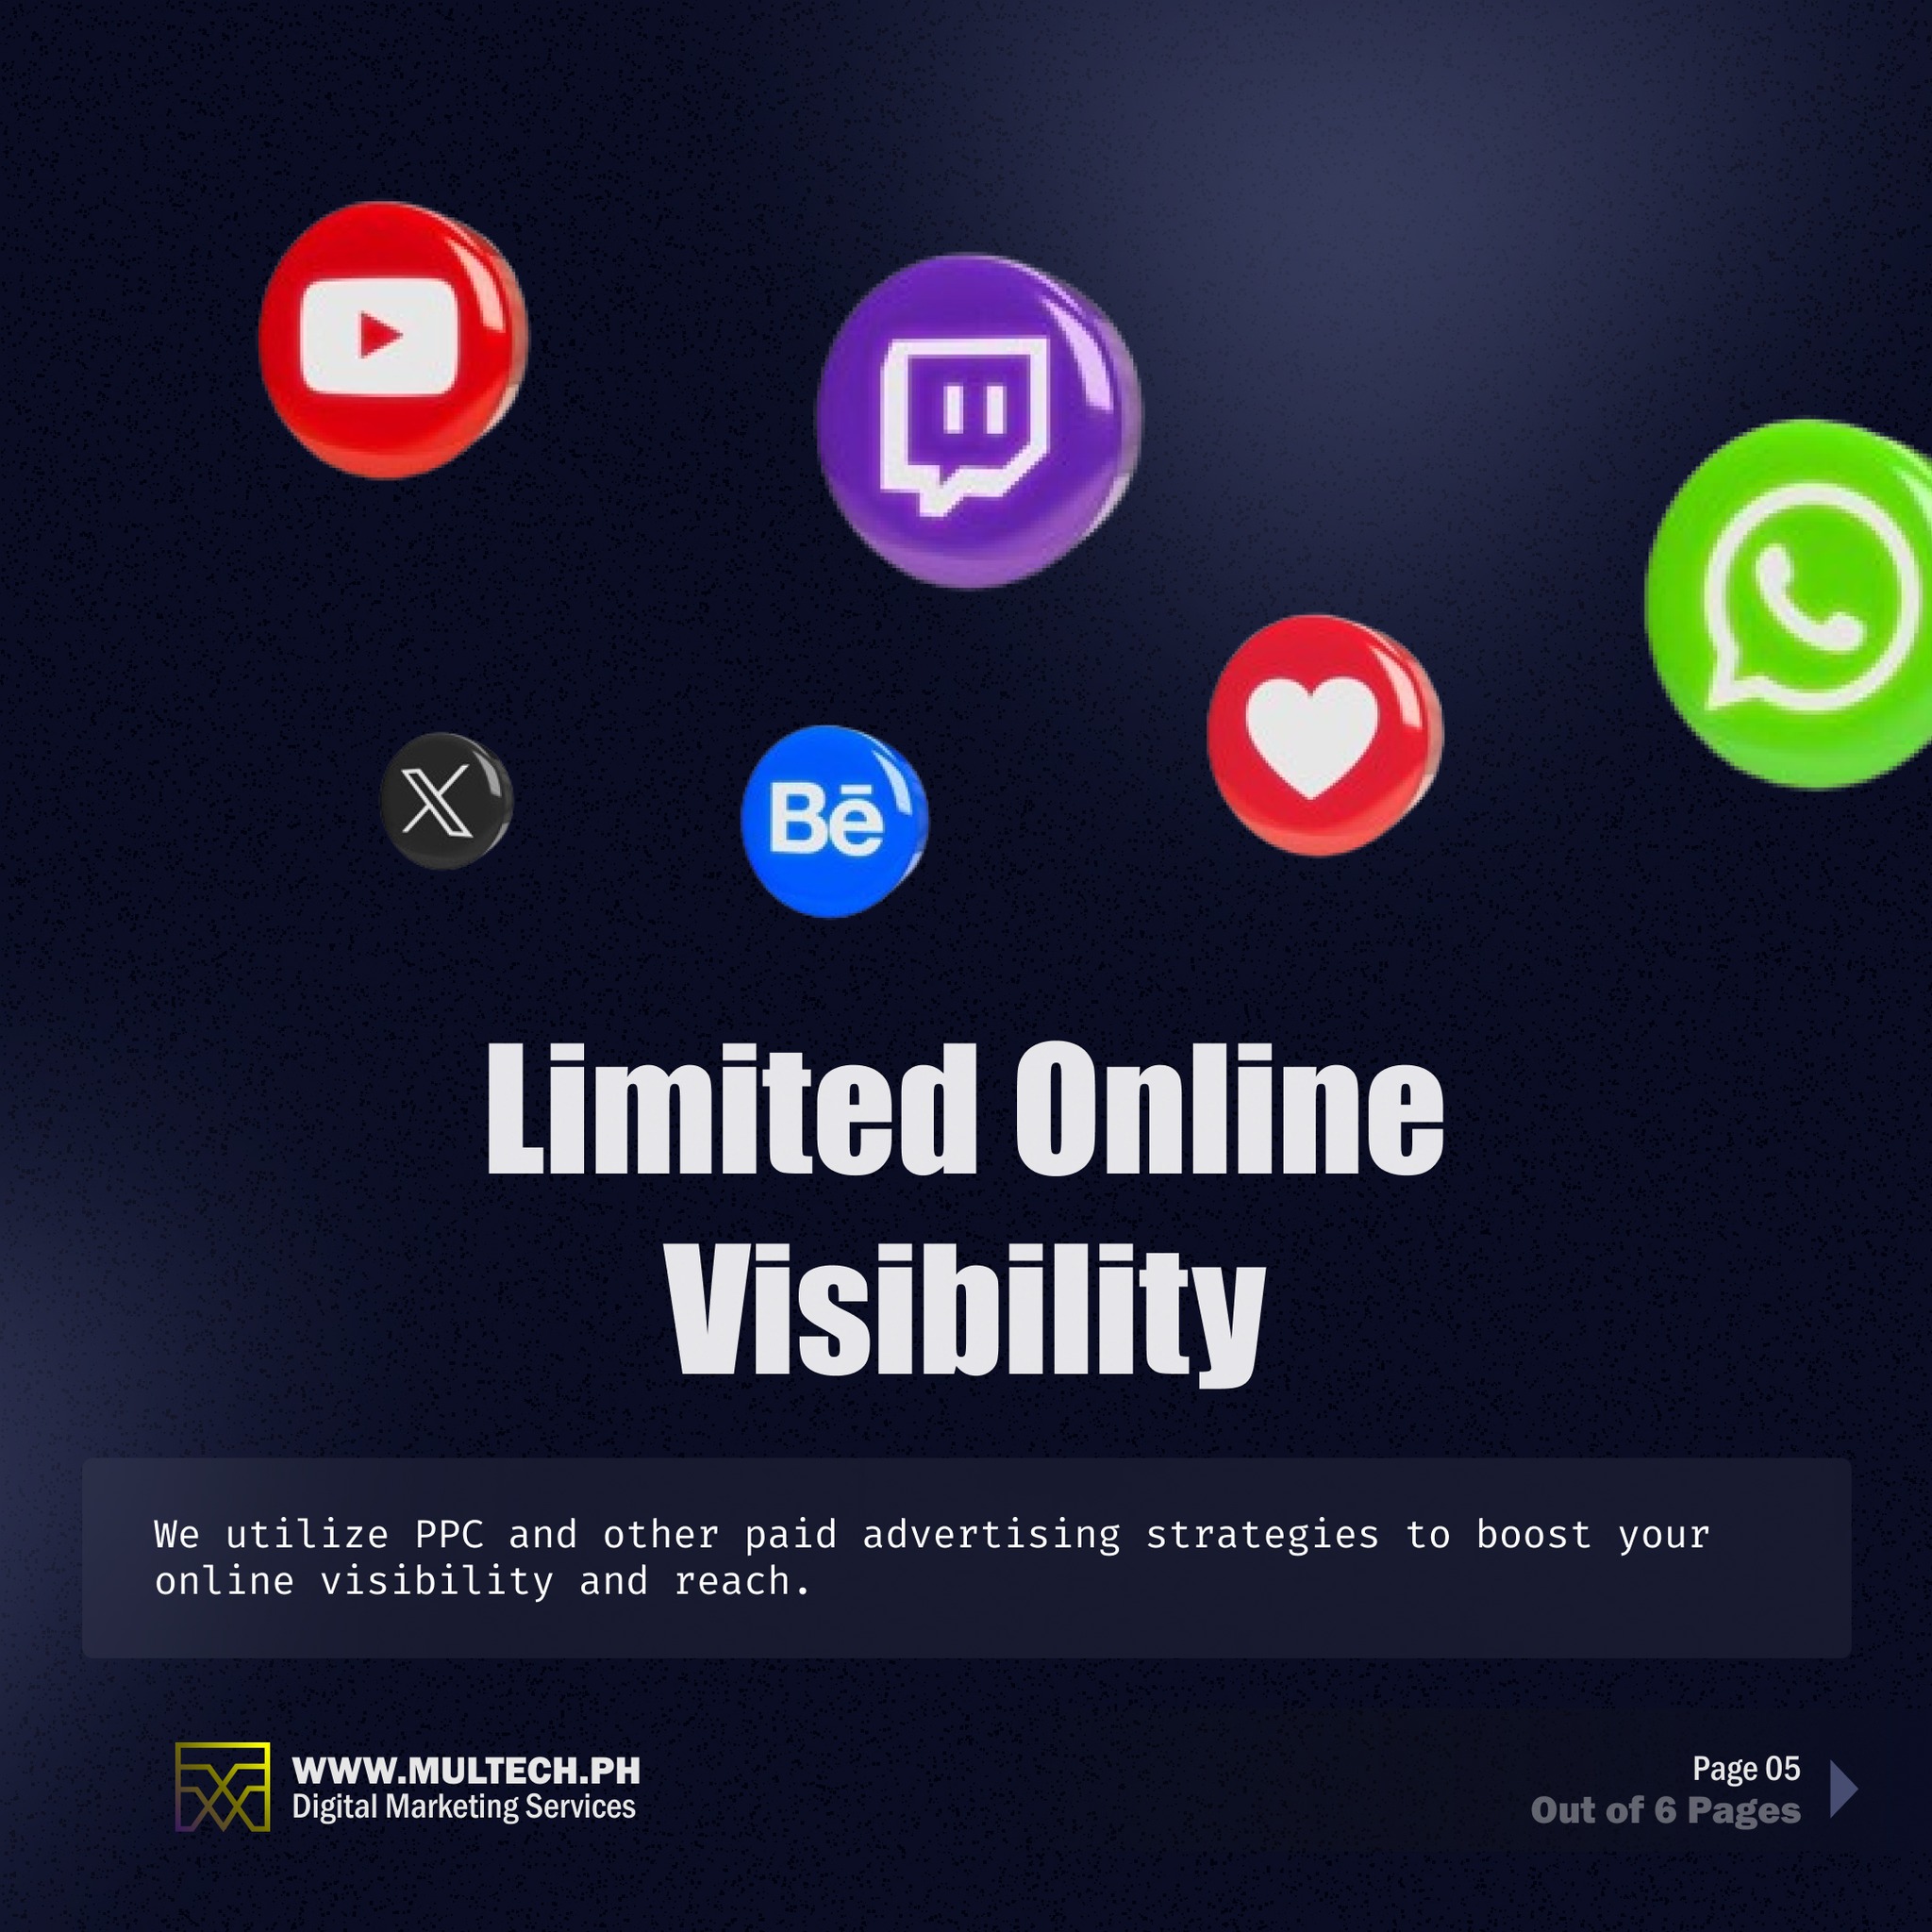 X
Bē
Limited Online
Visibility
We utilize PPC and other paid advertising strategies to boost your
online visibility and reach.
WWW.MULTECH.PH
Digital Marketing Services
Page 05
Out of 6 Pages